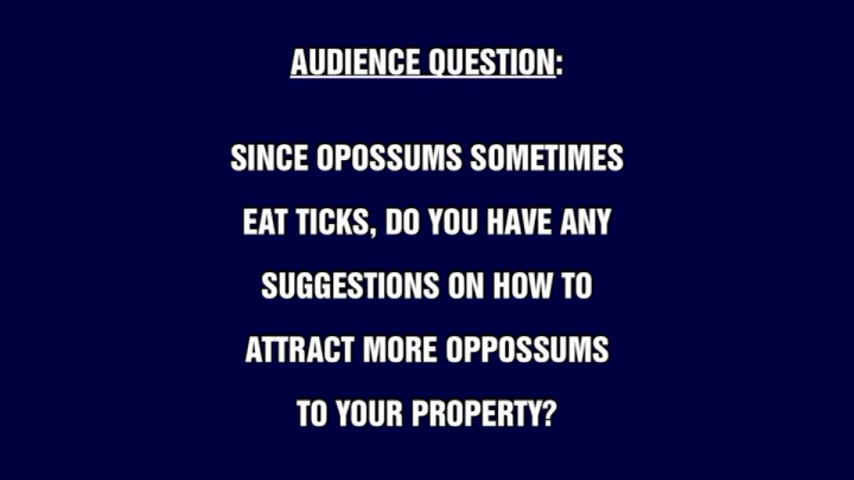 AUDIENCE QUESTION:
SINCE OPOSSUMS SOMETIMES
EAT TICKS, DO YOU HAVE ANY
SUGGESTIONS ON HOW TO
ATTRACT MORE OPPOSSUMS
TO YOUR PROPERTY?